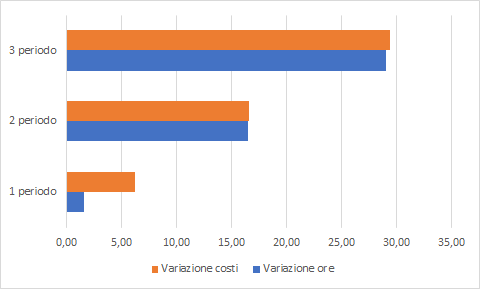 3 periodo
2 periodo
1 periodo
0,00 5,00 10,00 15,00 20,00 25,00 30,00 35,00
Variazione costi Variazione ore